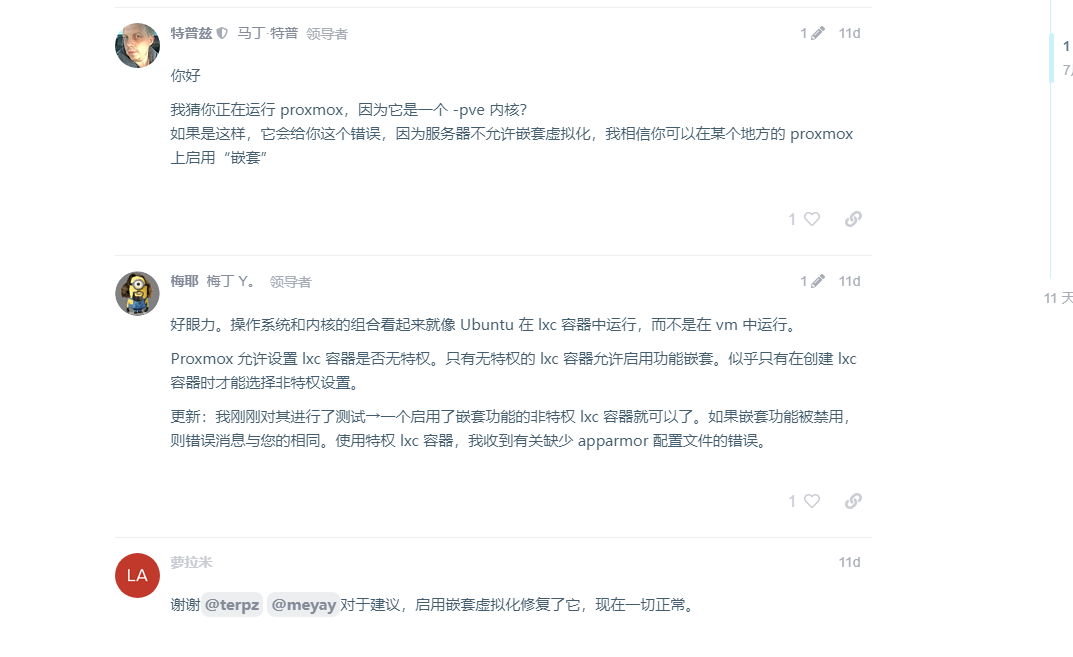 特普兹 马丁·特普 领导者 1 11d
你好
我猜你正在运行 proxmox，因为它是一个 -pve 内核？
如果是这样，它会给你这个错误，因为服务器不允许嵌套虚拟化，我相信你可以在某个地方的 proxmox
上启用“嵌套”
1
梅耶 梅丁 Y。 领导者 1 11d
好眼力。操作系统和内核的组合看起来就像 Ubuntu 在 lxc 容器中运行，而不是在 vm 中运行。
Proxmox 允许设置 lxc 容器是否无特权。只有无特权的 lxc 容器允许启用功能嵌套。似乎只有在创建 lxc
容器时才能选择非特权设置。
更新：我刚刚对其进行了测试→一个启用了嵌套功能的非特权 lxc 容器就可以了。如果嵌套功能被禁用，
则错误消息与您的相同。使用特权 lxc 容器，我收到有关缺少 apparmor 配置文件的错误。
1
LA 萝拉米 11d
谢谢@terpz @meyay对于建议，启用嵌套虚拟化修复了它，现在一切正常。
1
7月
11 天